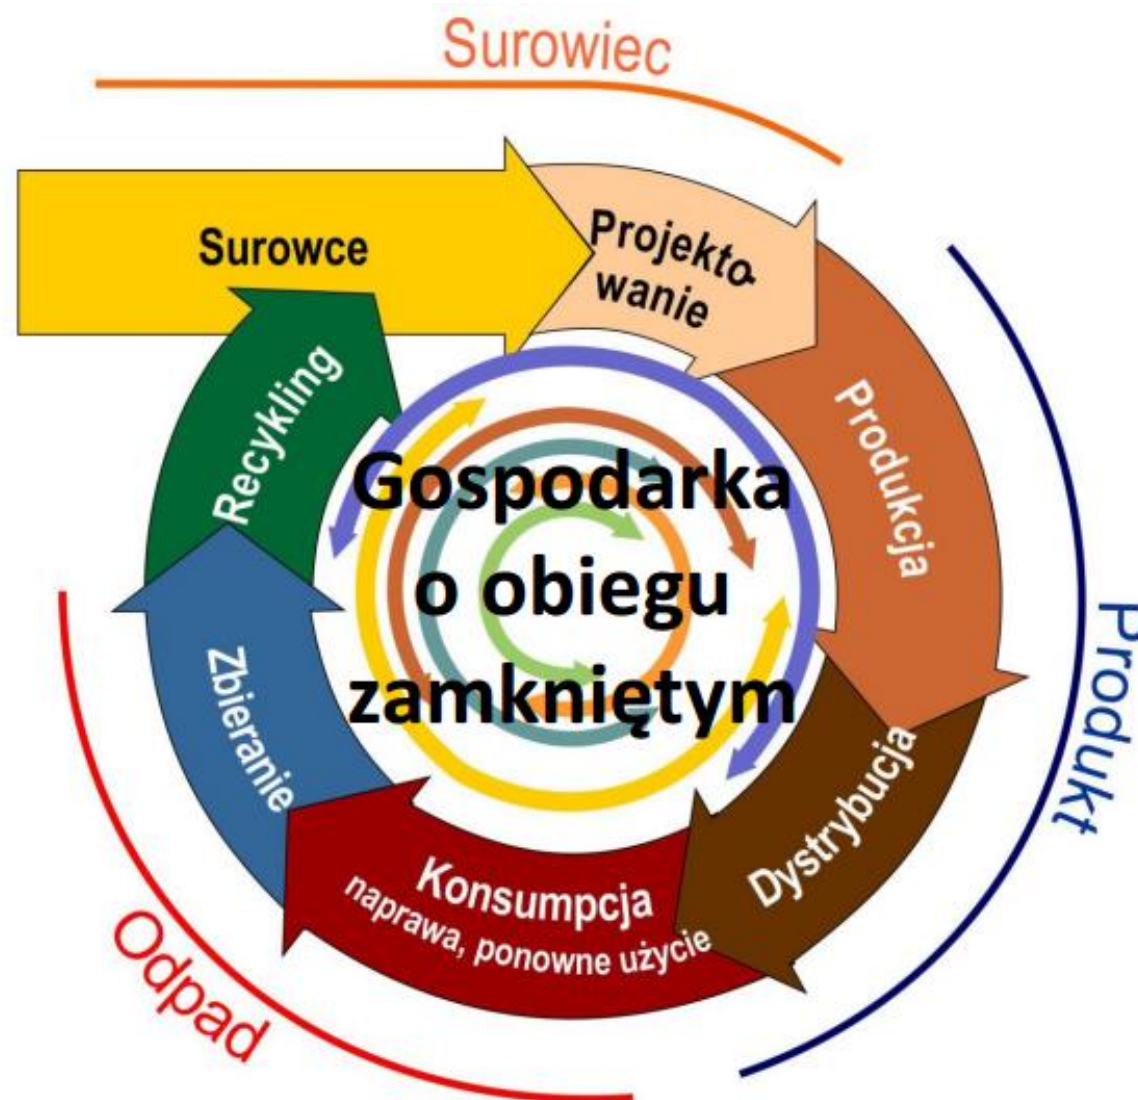 Surowiec
Surowce
Projekto-
wanie
Produkcja
Produkt
Dystrybucja
Konsumpcja
naprawa, ponowne użycie
Odpad
Zbieranie
Recykling
Gospodarka
o obiegu
zamkniętym